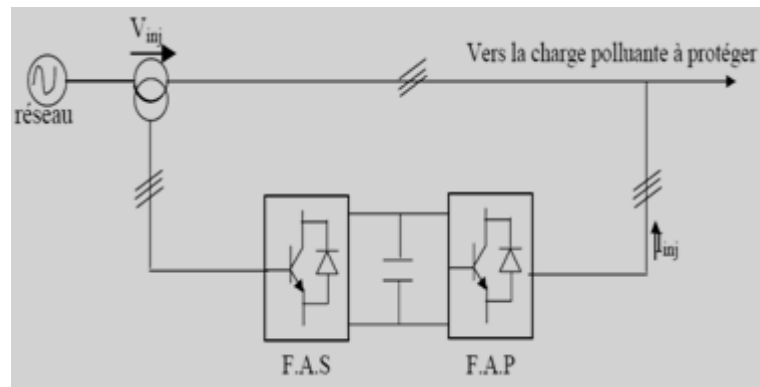 Vinj
Vers la charge polluante à protéger
réseau
Iinj
F.A.S
F.A.P